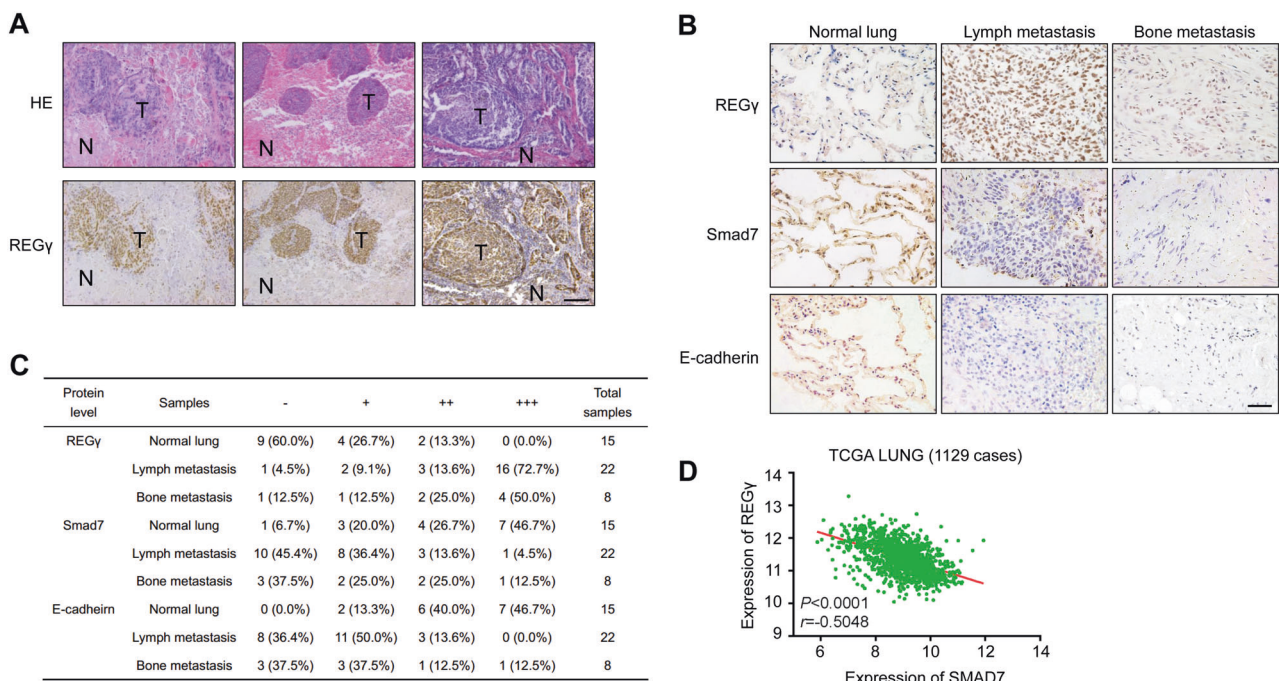 A
HE
T
N
T
N
T
N
REGγ
T
N
T
N
T
N
B
Normal lung Lymph metastasis Bone metastasis
REGγ
Smad7
E-cadherin
C
Protein level Samples - + ++ +++ Total samples
REGγ Normal lung 9 (60.0%) 4 (26.7%) 2 (13.3%) 0 (0.0%) 15
Lymph metastasis 1 (4.5%) 2 (9.1%) 3 (13.6%) 16 (72.7%) 22
Bone metastasis 1 (12.5%) 1 (12.5%) 2 (25.0%) 4 (50.0%) 8
Smad7 Normal lung 1 (6.7%) 3 (20.0%) 4 (26.7%) 7 (46.7%) 15
Lymph metastasis 10 (45.4%) 8 (36.4%) 3 (13.6%) 1 (4.5%) 22
Bone metastasis 3 (37.5%) 2 (25.0%) 2 (25.0%) 1 (12.5%) 8
E-cadheirn Normal lung 0 (0.0%) 2 (13.3%) 6 (40.0%) 7 (46.7%) 15
Lymph metastasis 8 (36.4%) 11 (50.0%) 3 (13.6%) 0 (0.0%) 22
Bone metastasis 3 (37.5%) 3 (37.5%) 1 (12.5%) 1 (12.5%) 8
D
TCGA LUNG (1129 cases)
Expression of REGγ
14
13
12
11
10
9
P<0.0001
r=-0.5048
6 8 10 12 14
Expression of SMAD7